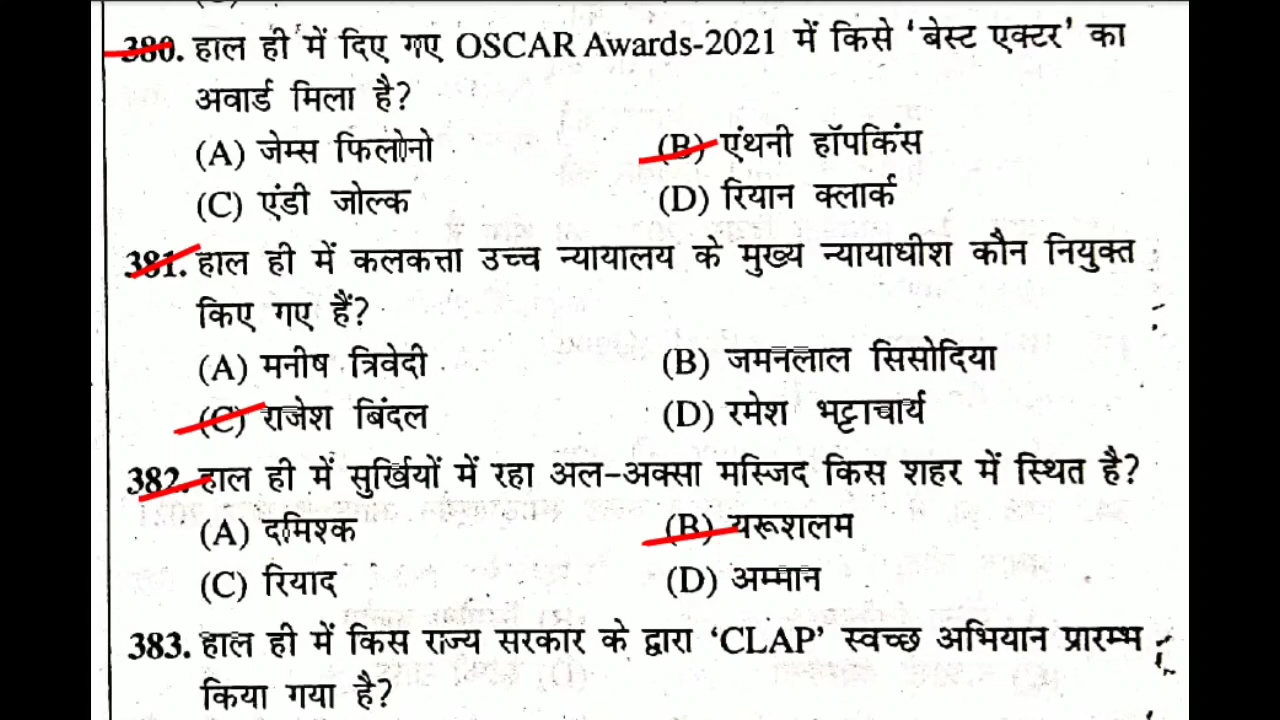 380. हाल ही में दिए गए OSCAR Awards-2021 में किसे ‘बेस्ट एक्टर’ का
अवार्ड मिला है?
(A) जेम्स फिलोनो
(B) एंथनी हॉपकिंस
(C) एंडी जोल्क
(D) रियान क्लार्क
381. हाल ही में कलकत्ता उच्च न्यायालय के मुख्य न्यायाधीश कौन नियुक्त
किए गए हैं?
(A) मनीष त्रिवेदी
(B) जमनलाल सिसोदिया
(C) राजेश बिंदल
(D) रमेश भट्टाचार्य
382. हाल ही में सुर्खियों में रहा अल-अक्सा मस्जिद किस शहर में स्थित है?
(A) दमिश्क
(B) यरूशलम
(C) रियाद
(D) अम्मान
383. हाल ही में किस राज्य सरकार के द्वारा ‘CLAP’ स्वच्छ अभियान प्रारम्भ
किया गया है?